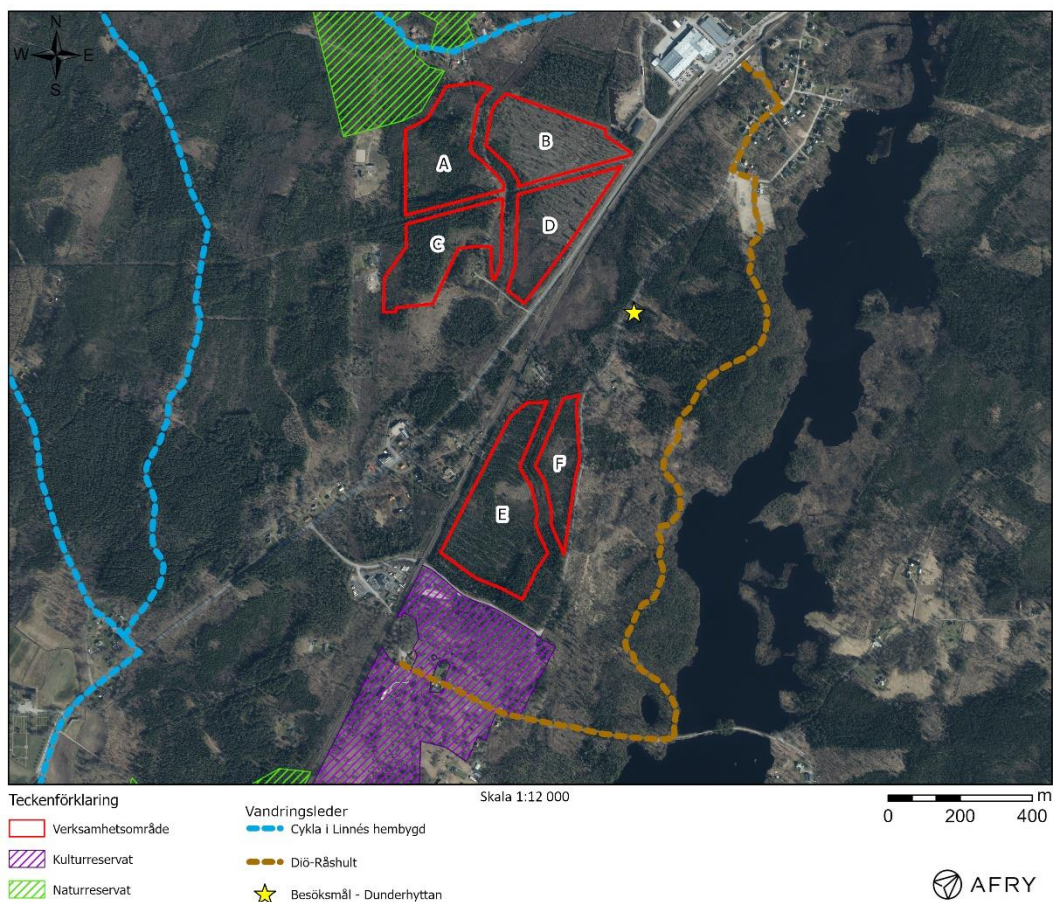 N
W E
S
A
B
C
D
E
F
Teckenförklaring
Verksamhetsområde
Kulturreservat
Naturreservat
Skala 1:12 000
Vandringsleder
Cykla i Linnés hembygd
Diö-Råshult
Besöksmål - Dunderhyttan
m
0 200 400
AFRY